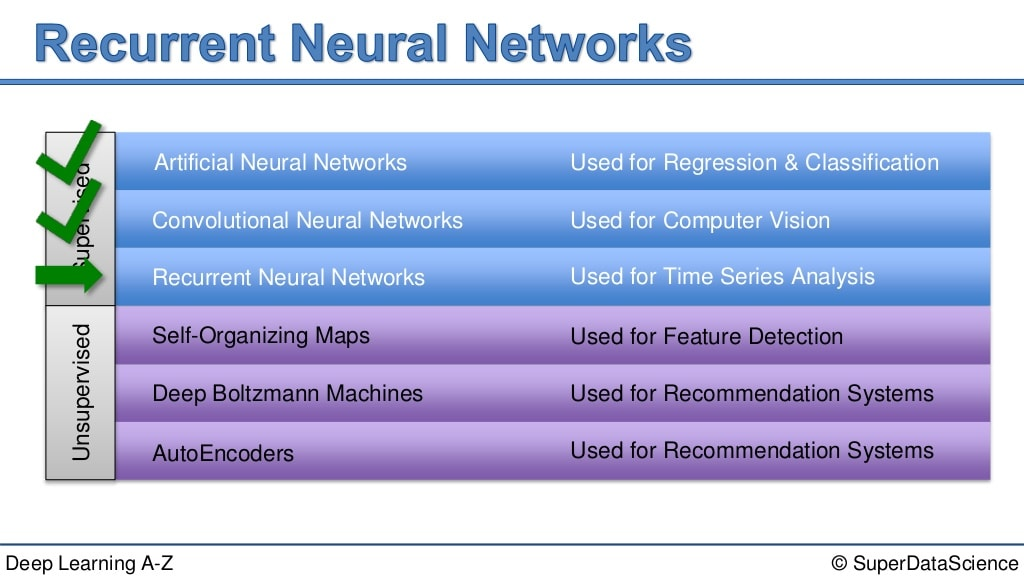 Recurrent Neural Networks
Supervised
Artificial Neural Networks Used for Regression & Classification
Convolutional Neural Networks Used for Computer Vision
Recurrent Neural Networks Used for Time Series Analysis
Unsupervised
Self-Organizing Maps Used for Feature Detection
Deep Boltzmann Machines Used for Recommendation Systems
AutoEncoders Used for Recommendation Systems
Deep Learning A-Z © SuperDataScience